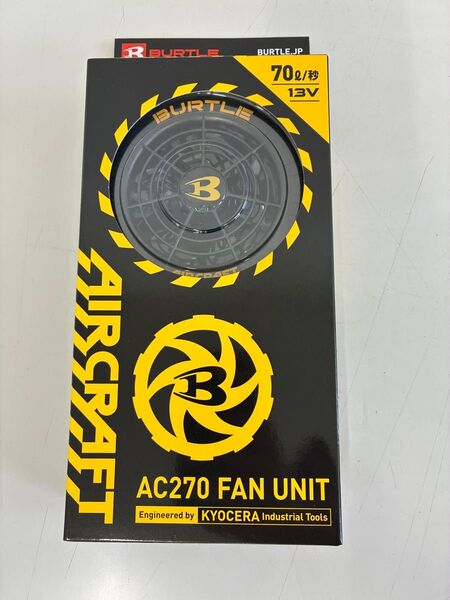 BURTLE
BURTLE.JP
70ℓ/秒
13V
BURTLE
B
AIRCRAFT
AIRCRAFT
B
AC270 FAN UNIT
Engineered by KYOCERA Industrial Tools